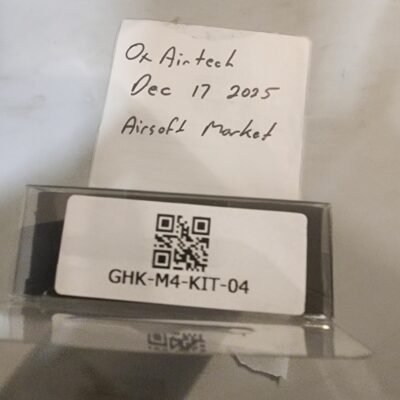 Ox Airtech
Dec 17 2025
Airsoft Market
GHK-M4-KIT-04